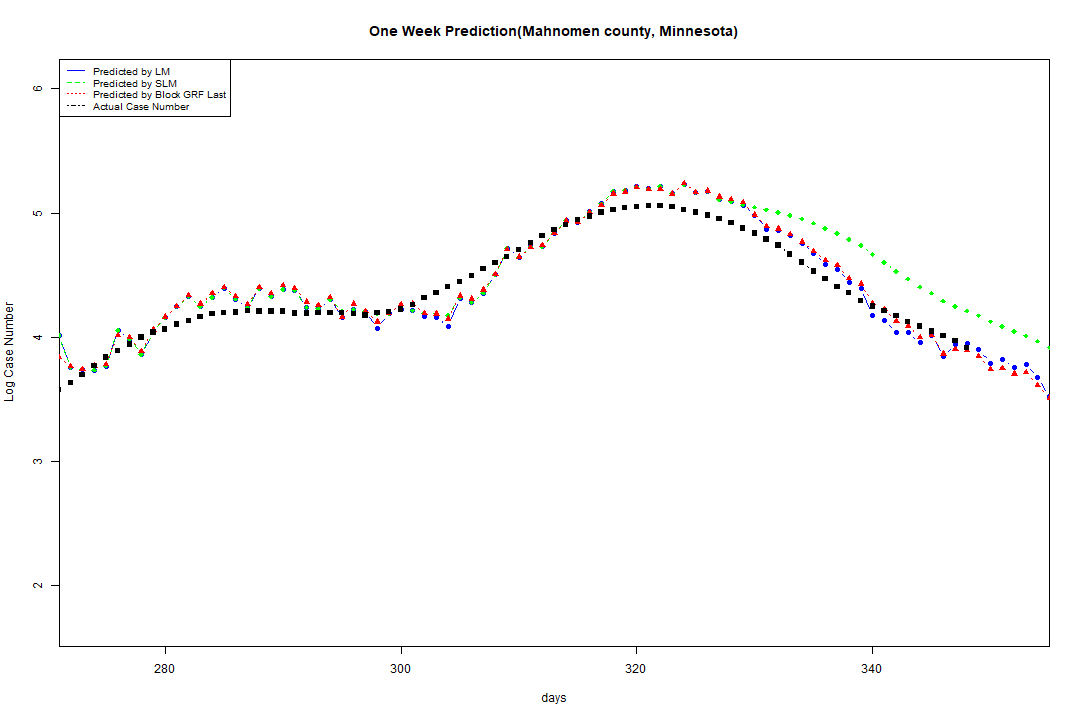 One Week Prediction(Mahnomen county, Minnesota)
Predicted by LM
Predicted by SLM
Predicted by Block GRF Last
Actual Case Number
6
5
4
3
2
Log Case Number
280
300
320
340
days